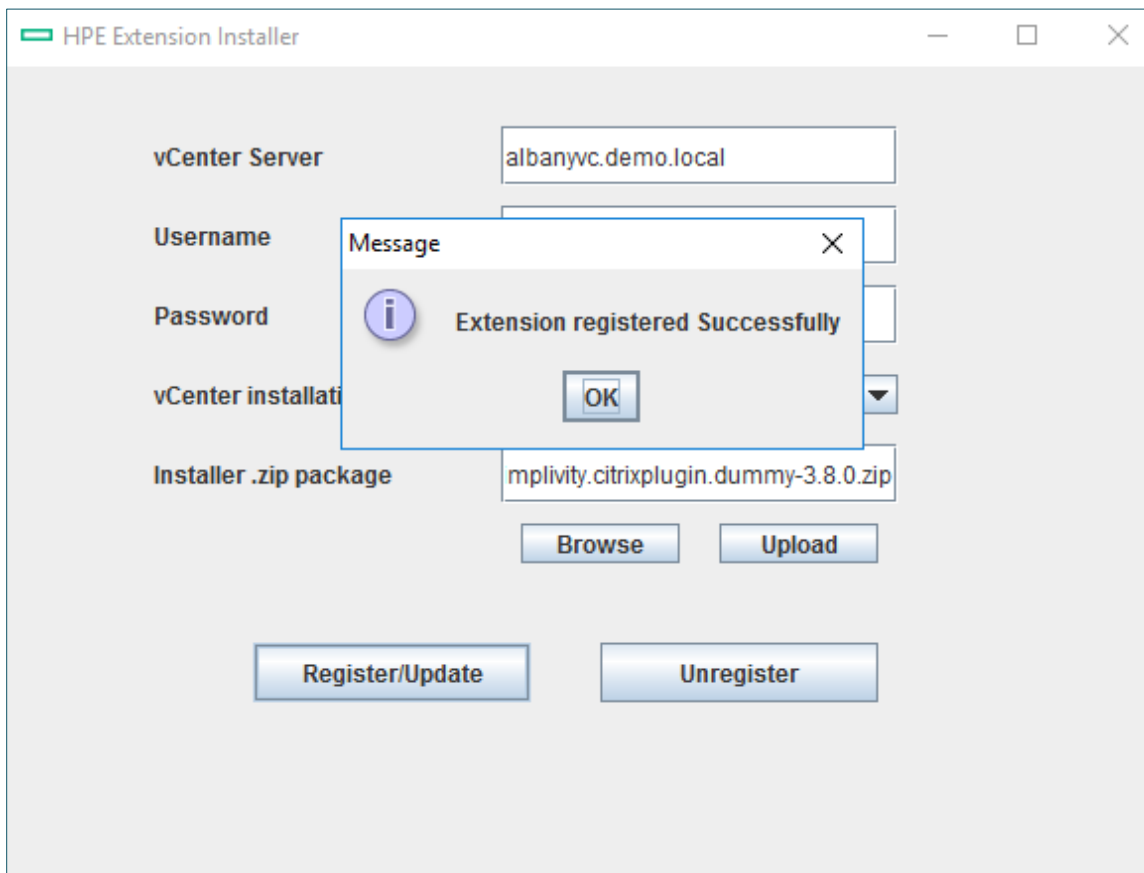 HPE Extension Installer
vCenter Server
albanyvc.demo.local
Username
Message
Password
Extension registered Successfully
vCenter installati
OK
Installer .zip package
mplivity.citrixplugin.dummy-3.8.0.zip
Browse
Upload
Register/Update
Unregister